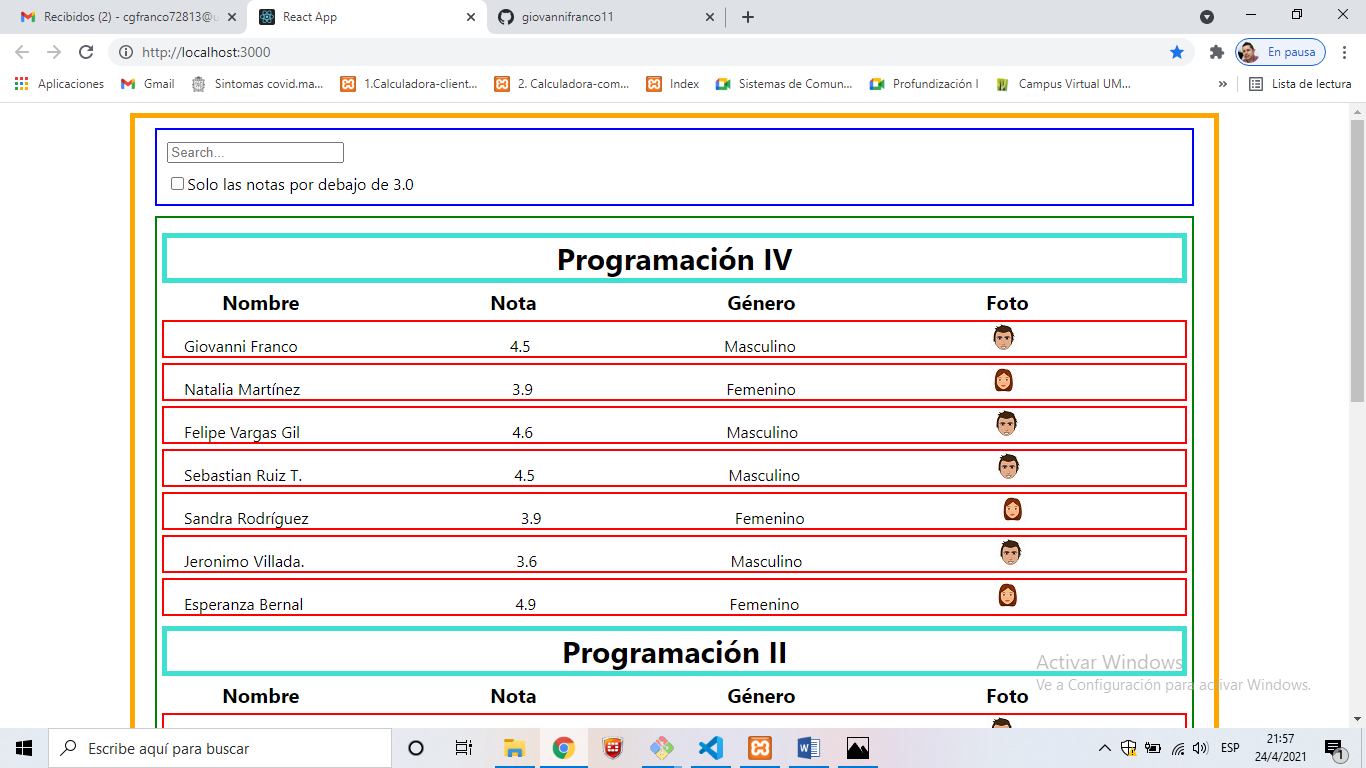 Recibidos (2) - cgfranco72813@u
React App
giovannifranco11
http://localhost:3000
En pausa
Aplicaciones
Gmail
Sintomas covid.ma...
1.Calculadora-client...
2. Calculadora-com...
Index
Sistemas de Comun...
Profundización I
Campus Virtual UM...
»
Lista de lectura
Search...
Solo las notas por debajo de 3.0
Programación IV
Nombre Nota Género Foto
Giovanni Franco 4.5 Masculino
Natalia Martínez 3.9 Femenino
Felipe Vargas Gil 4.6 Masculino
Sebastian Ruiz T. 4.5 Masculino
Sandra Rodríguez 3.9 Femenino
Jeronimo Villada. 3.6 Masculino
Esperanza Bernal 4.9 Femenino
Programación II
Nombre Nota Género Foto
Activar Windows
Ve a Configuración para activar Windows.
Escribe aquí para buscar
ESP
21:57
24/4/2021
1